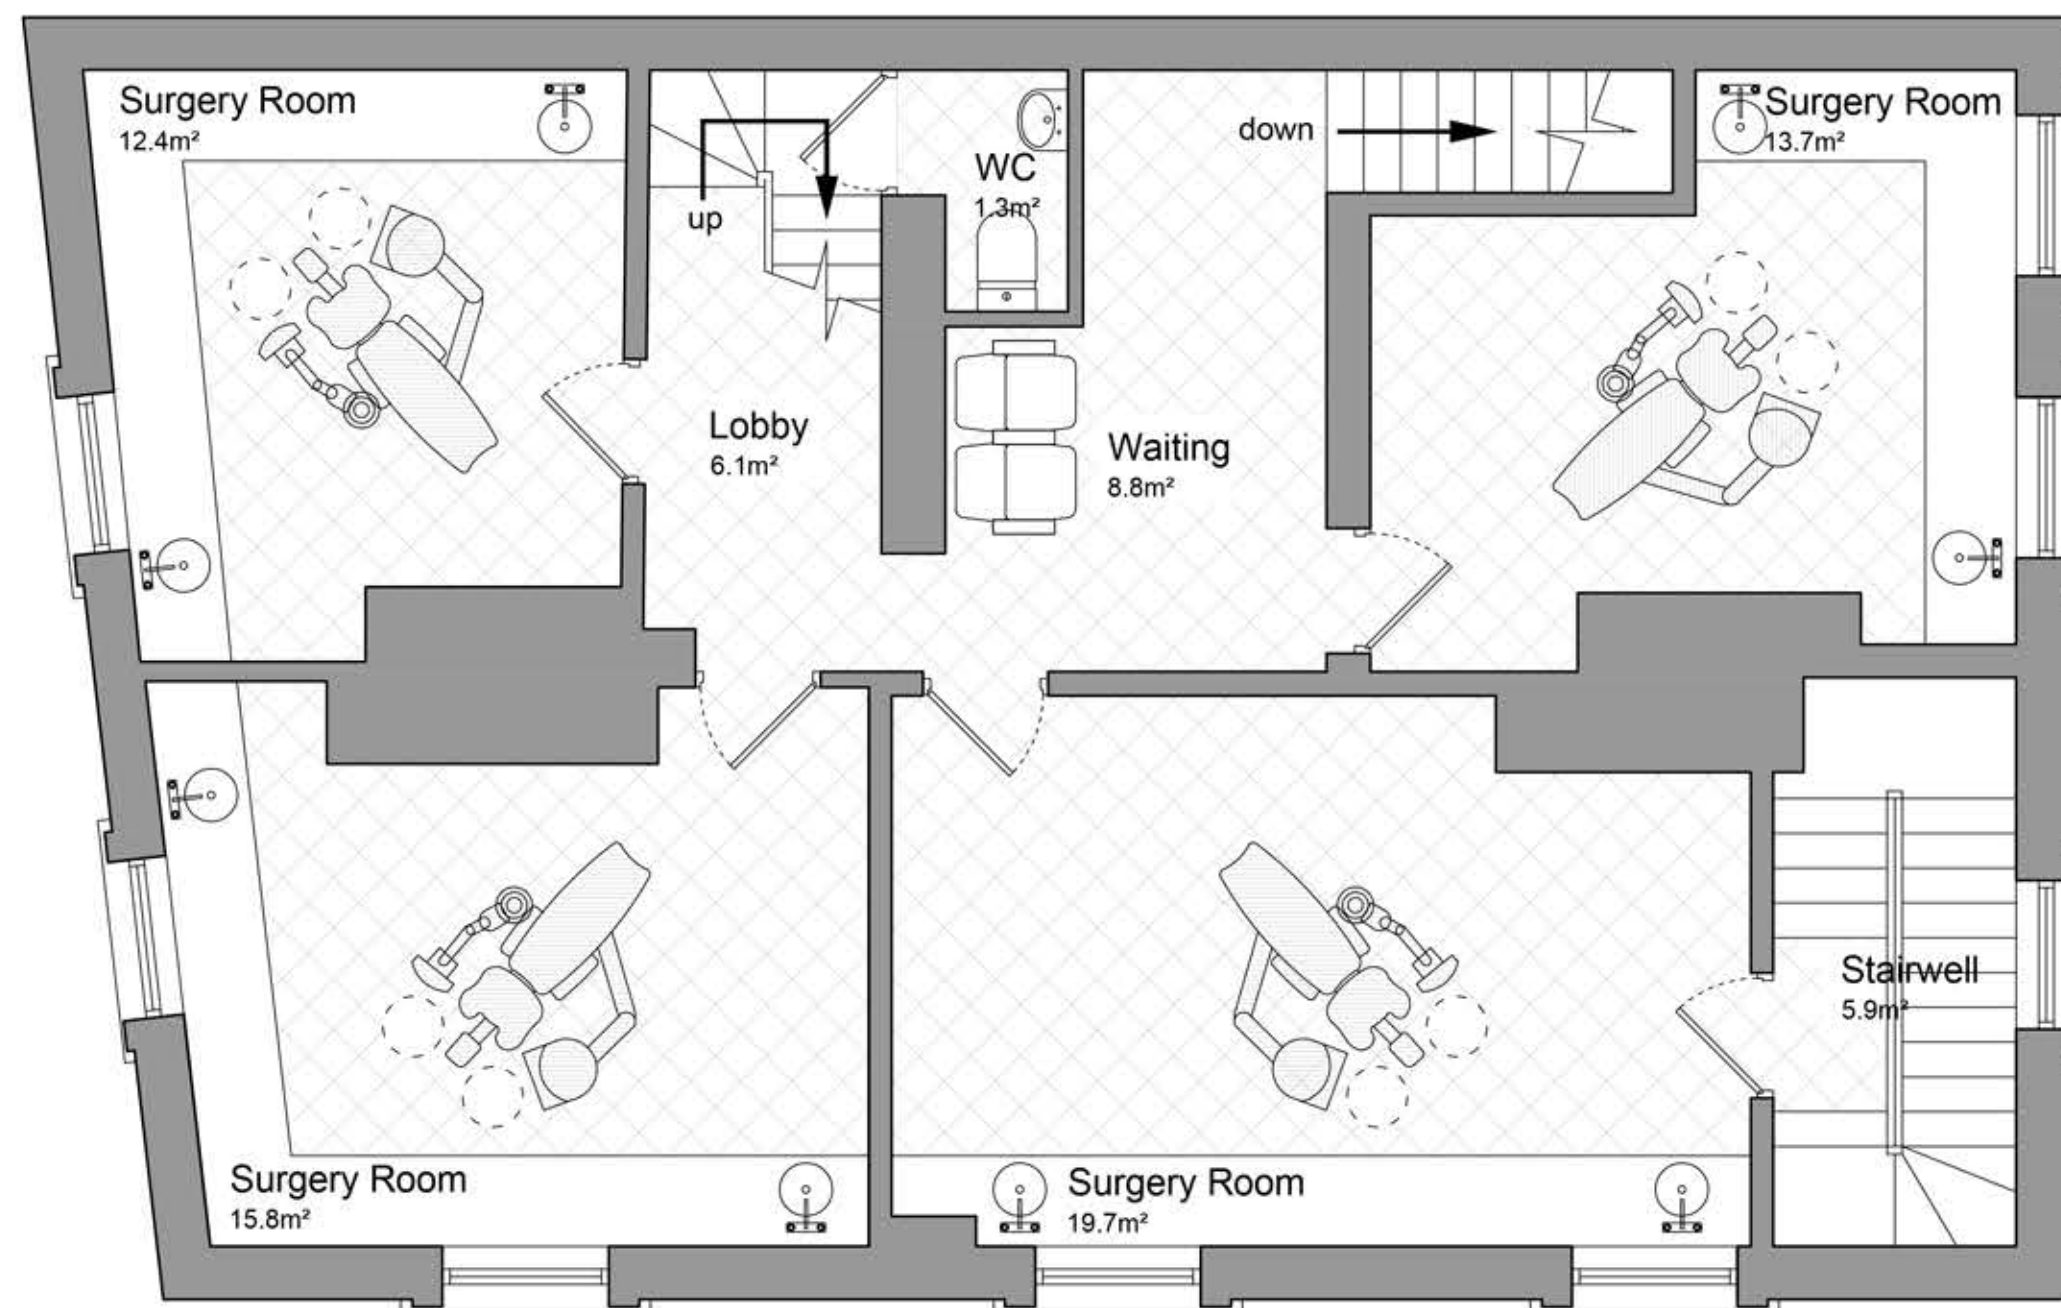 Surgery Room
12.4m²
up
WC
1.3m²
down
Surgery Room
13.7m²
Lobby
6.1m²
Waiting
8.8m²
Stairwell
5.9m²
Surgery Room
15.8m²
Surgery Room
19.7m²